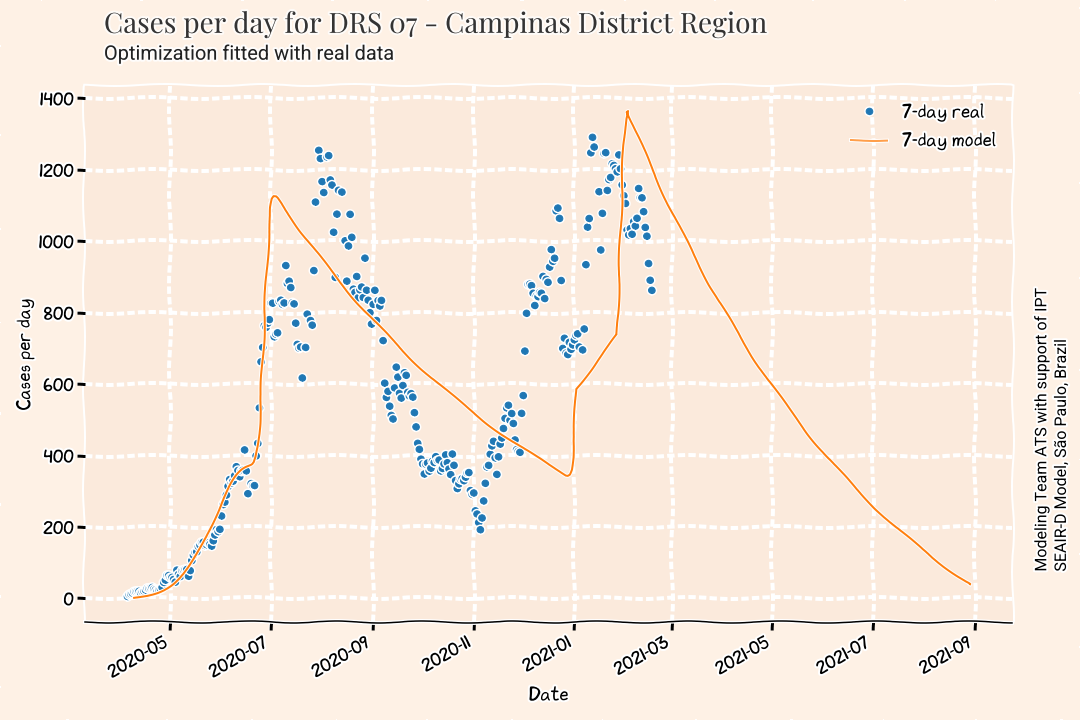 Cases per day for DRS 07 - Campinas District Region
Optimization fitted with real data
7-day real
7-day model
Cases per day
1400
1200
1000
800
600
400
200
0
2020-05
2020-07
2020-09
2020-11
2021-01
2021-03
2021-05
2021-07
2021-09
Date
Modeling Team ATS with support of IPT
SEAIR-D Model, São Paulo, Brazil